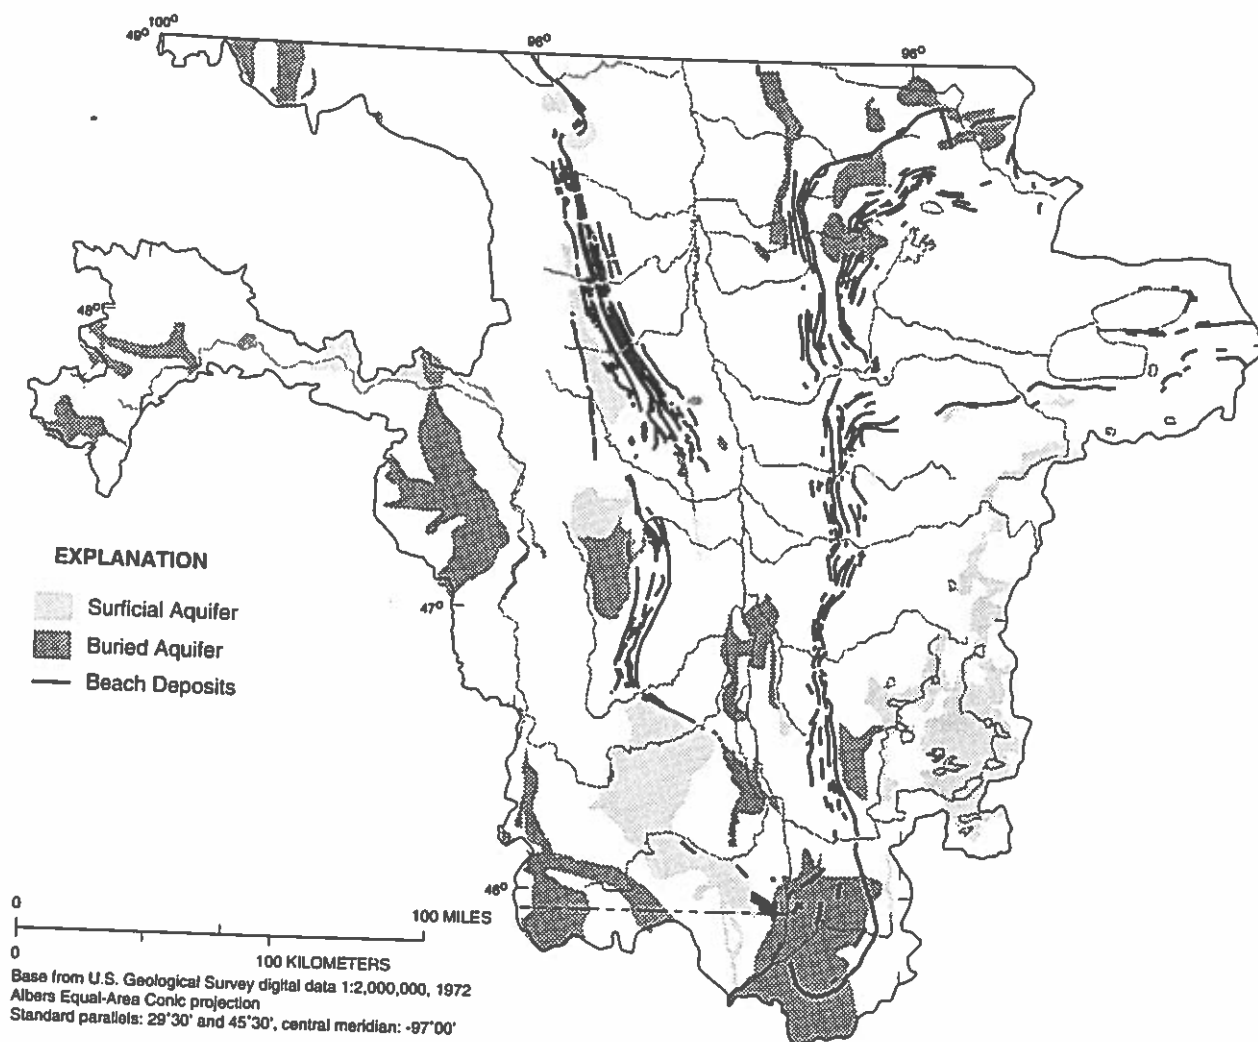 49° 100°
96°
96°
48°
EXPLANATION
Surficial Aquifer
Buried Aquifer
Beach Deposits
47°
46°
0
100 MILES
0
100 KILOMETERS
Base from U.S. Geological Survey digital data 1:2,000,000, 1972
Albers Equal-Area Conic projection
Standard parallels: 29°30' and 45°30', central meridian: -97°00'